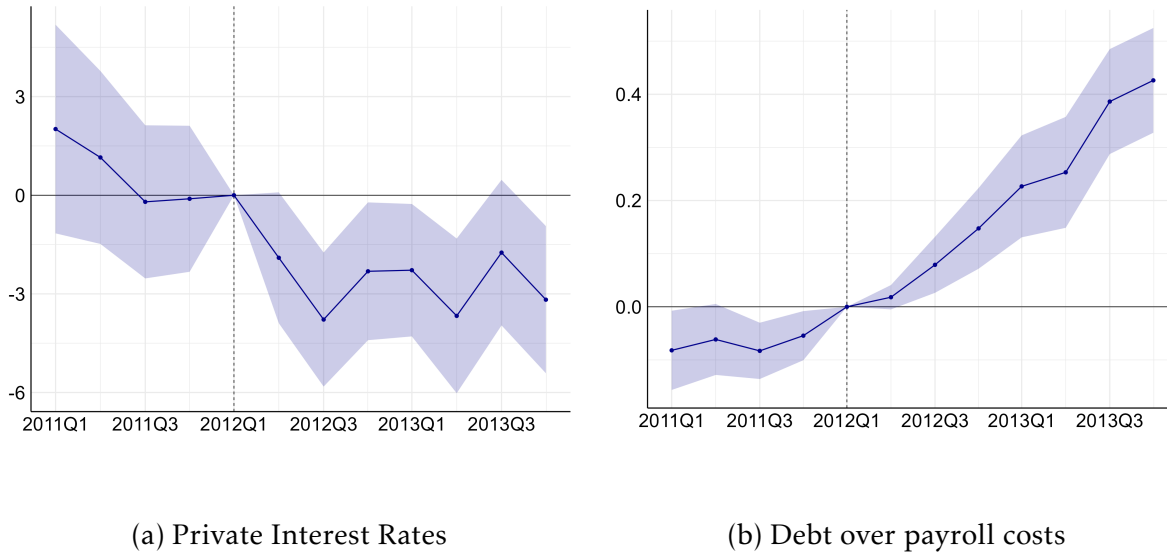 3
0
-3
-6
2011Q1 2011Q3 2012Q1 2012Q3 2013Q1 2013Q3
(a) Private Interest Rates
0.4
0.2
0.0
2011Q1 2011Q3 2012Q1 2012Q3 2013Q1 2013Q3
(b) Debt over payroll costs